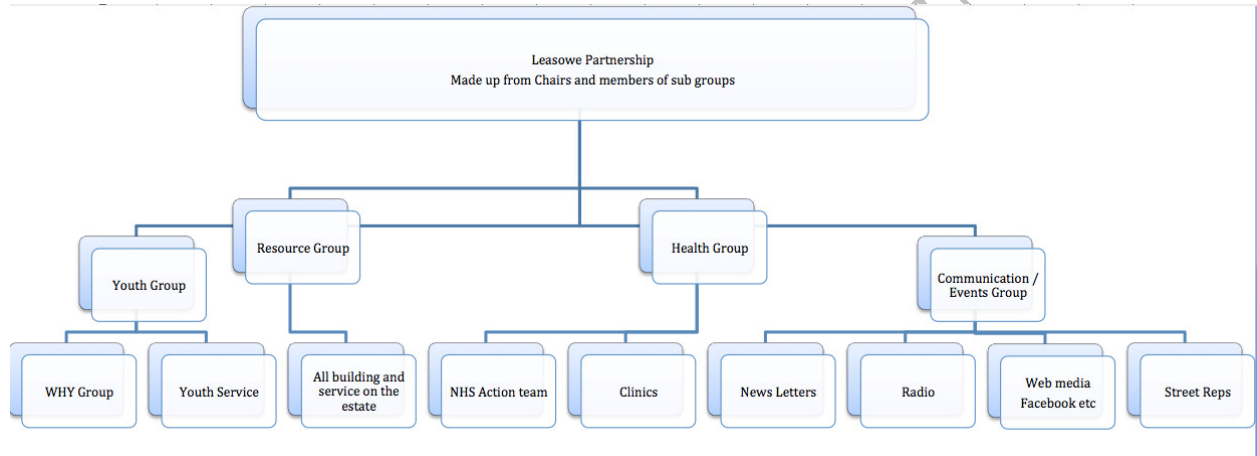 Leasowe Partnership
Made up from Chairs and members of sub groups
Resource Group
Health Group
Youth Group
Communication /
Events Group
WHY Group
Youth Service
All building and
service on the
estate
NHS Action team
Clinics
News Letters
Radio
Web media
Facebook etc
Street Reps